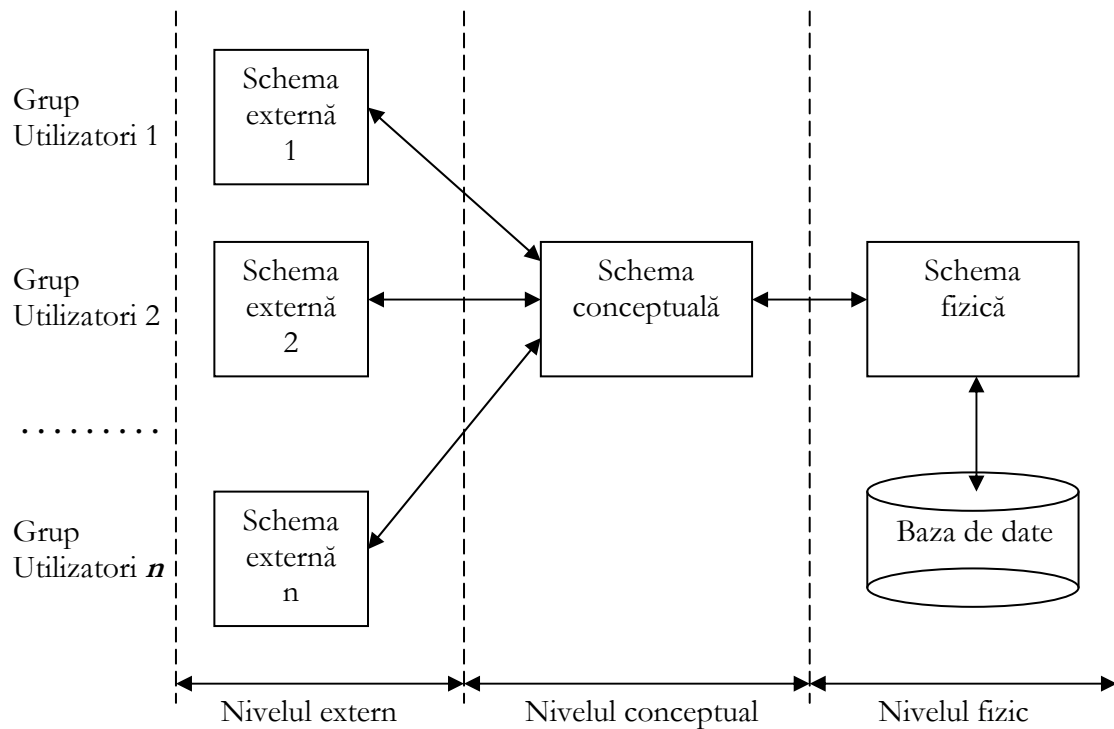 Grup
Utilizatori 1
Schema
externă
1
Grup
Utilizatori 2
Schema
externă
2
Schema
conceptuală
Schema
fizică
. . . . . . . . .
Grup
Utilizatori n
Schema
externă
n
Baza de date
Nivelul extern
Nivelul conceptual
Nivelul fizic